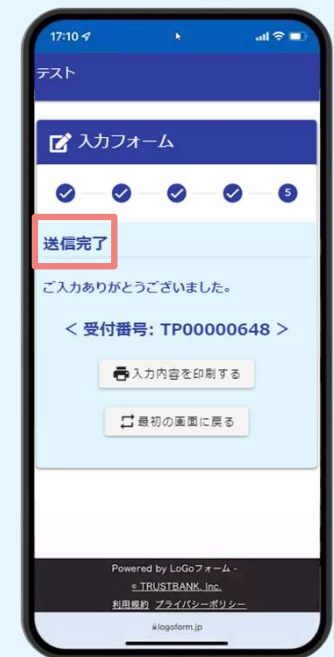 17:10
テスト
入力フォーム
5
送信完了
ご入力ありがとうございました。
< 受付番号: TP00000648 >
入力内容を印刷する
最初の画面に戻る
Powered by LoGoフォーム -
© TRUSTBANK, Inc.
利用規約 プライバシーポリシー
logoform.jp